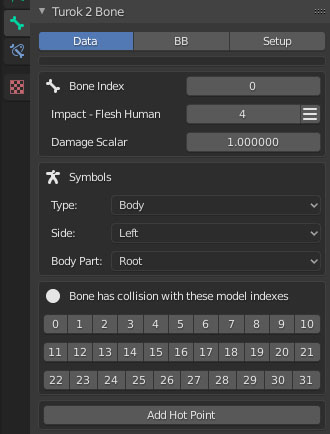 Turok 2 Bone
Data BB Setup
Bone Index 0
Impact - Flesh Human 4
Damage Scalar 1.000000
Symbols
Type: Body
Side: Left
Body Part: Root
Bone has collision with these model indexes
0 1 2 3 4 5 6 7 8 9 10
11 12 13 14 15 16 17 18 19 20 21
22 23 24 25 26 27 28 29 30 31
Add Hot Point